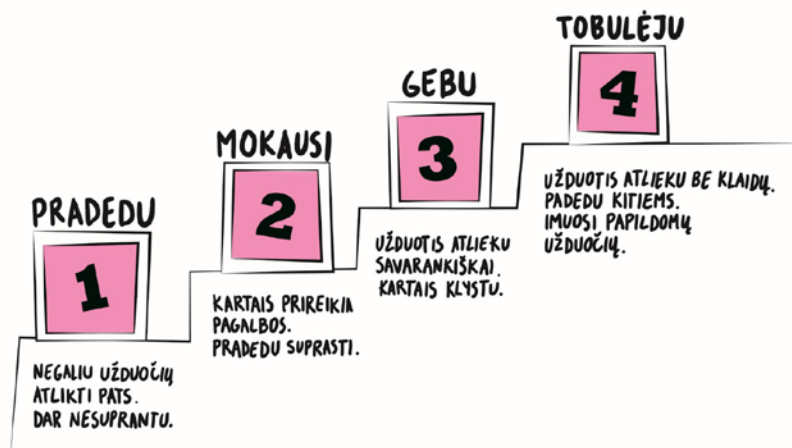 PRADEDU
1
NEGALIU UŽDUOČIŲ
ATLIKTI PATS.
DAR NESUPRANTU.
MOKAUSI
2
KARTAIS PRIREIKIA
PAGALBOS.
PRADEDU SUPRASTI.
GEBU
3
UŽDUOTIS ATLIEKU
SAVARANKIŠKAI.
KARTAIS KLYSTU.
TOBULĖJU
4
UŽDUOTIS ATLIEKU BE KLAIDŲ.
PADEDU KITIEMS.
IMUOSI PAPILDOMŲ
UŽDUOČIŲ.